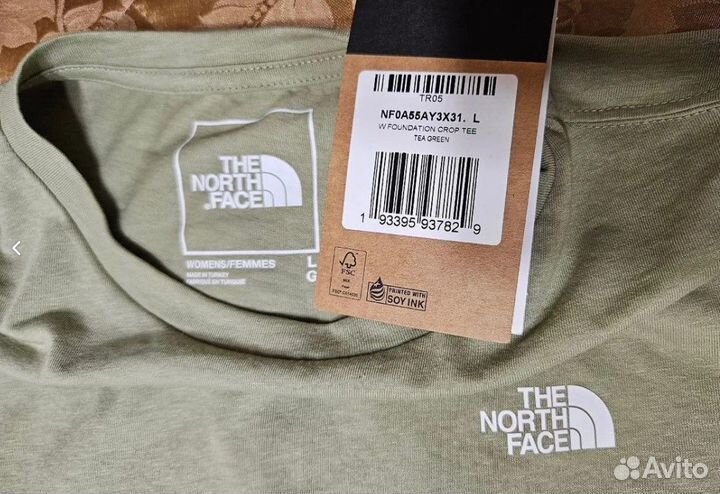 TR05
NF0A55AY3X31. L
W FOUNDATION CROP TEE
TEA GREEN
1 93395 93782 9
FSC
MIX
PRINTED WITH
SOY INK
THE
NORTH
FACE
WOMENS/FEMMES L
MADE IN TURKEY G
FABRIQUÉ EN TURQUIE
THE
NORTH
FACE
Avito